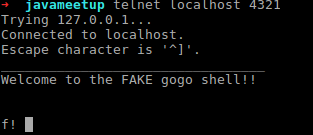 ➜  javameetup telnet localhost 4321
Trying 127.0.0.1...
Connected to localhost.
Escape character is '^]'.
_________________________________
Welcome to the FAKE gogo shell!!
f!